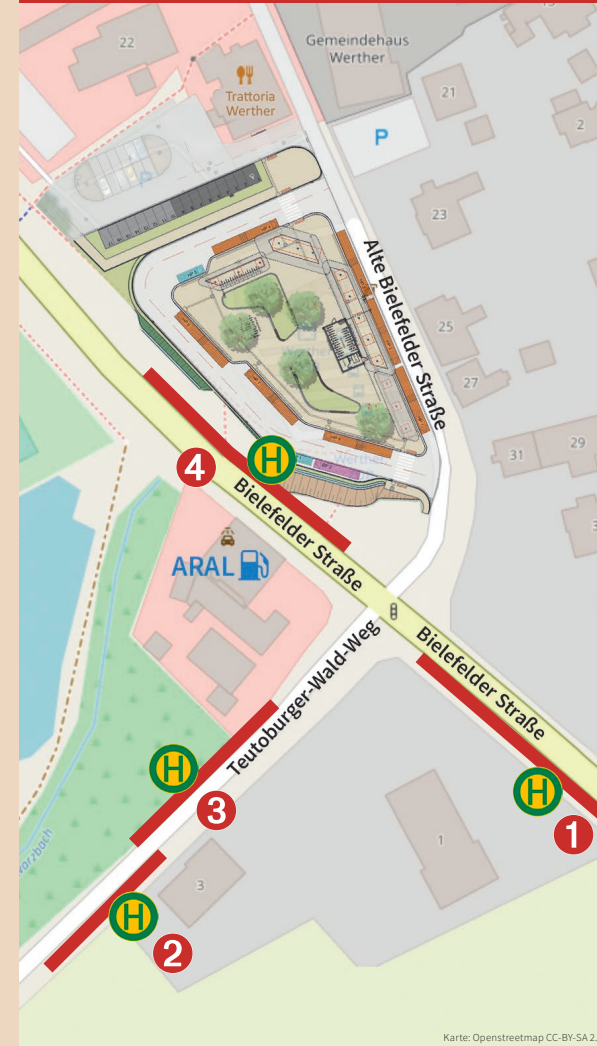 22
Gemeindehaus
Werther
Trattoria
Werther
21
2
P
P
23
Alte Bielefelder Straße
25
27
31
29
Werther
4
H
Bielefelder Straße
ARAL
Bielefelder Straße
Teutoburger-Wald-Weg
H
3
H
1
1
3
H
2
Karte: Openstreetmap CC-BY-SA 2.